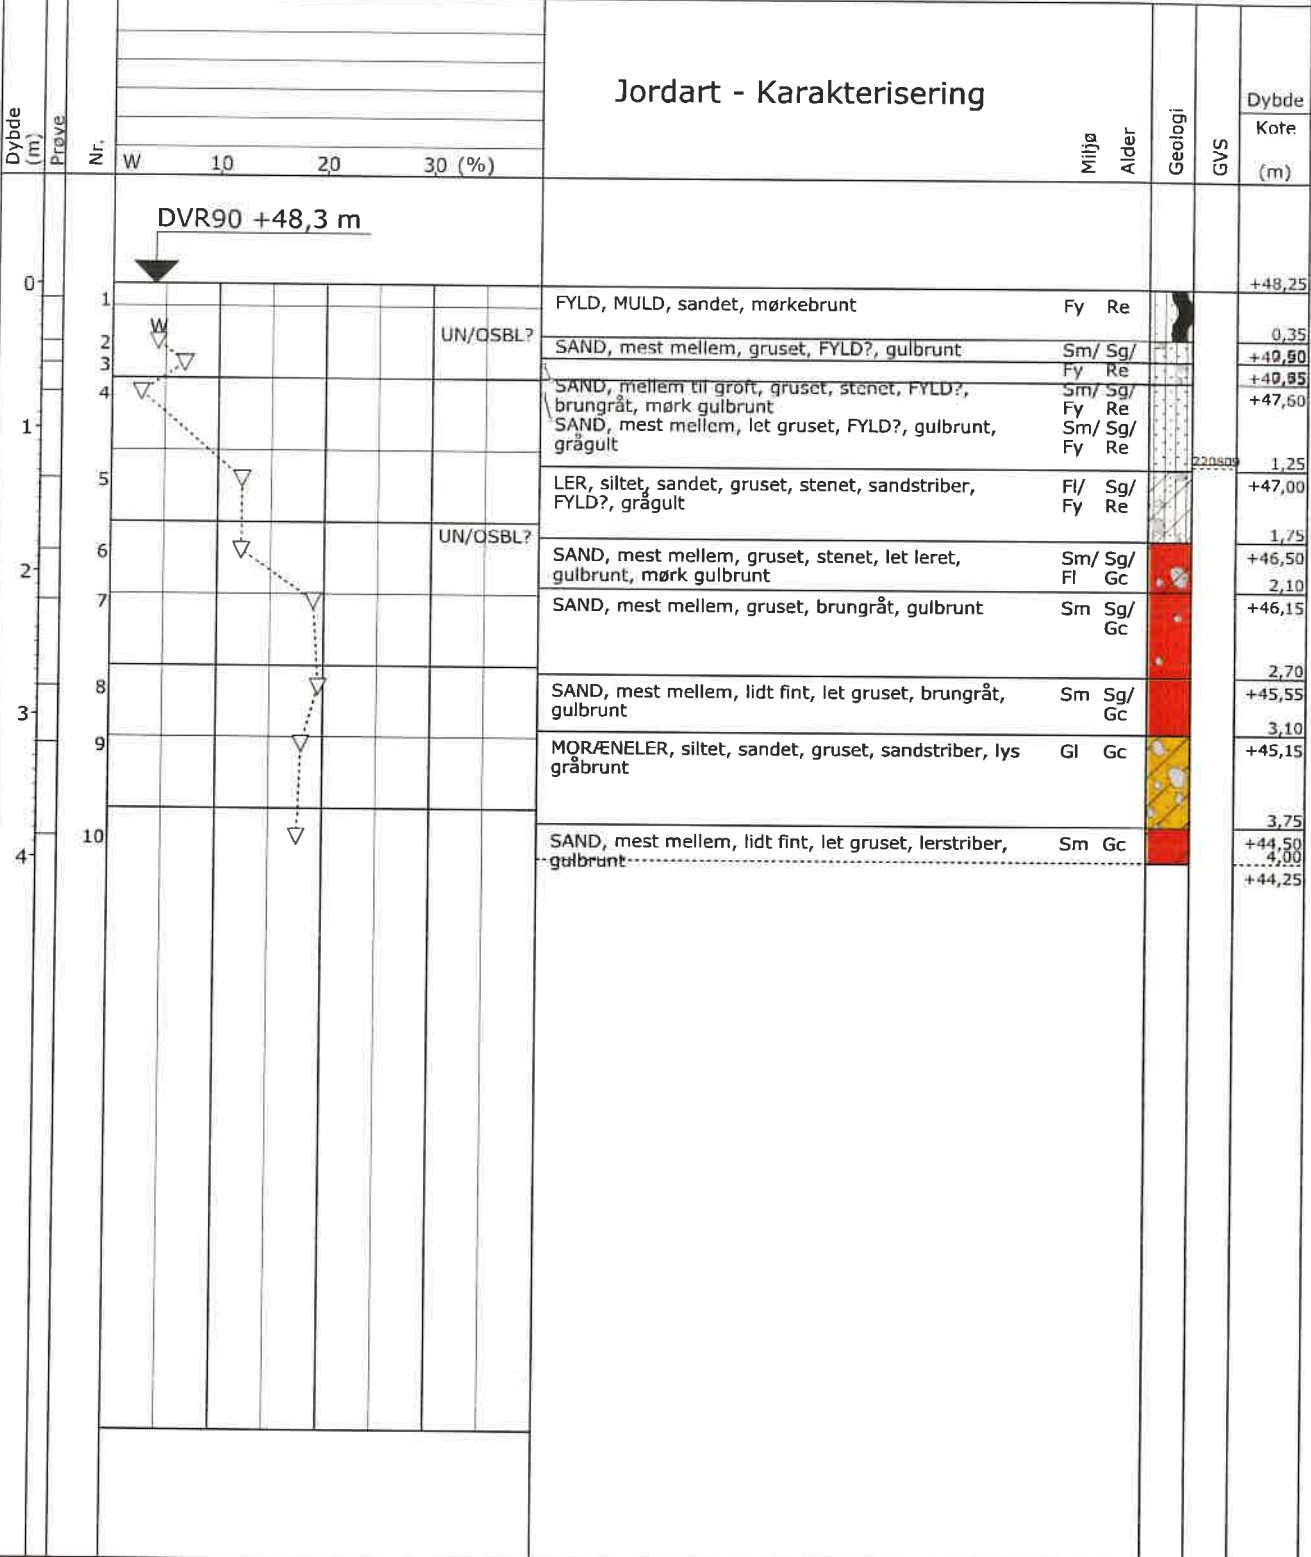 Jordart - Karakterisering
Dybde (m)
Prøve
Nr.
W 10 20 30 (%)
Miljø
Alder
Geologi
GVS
Dybde
Kote
(m)
DVR90 +48,3 m
0
+48,25
1
FYLD, MULD, sandet, mørkebrunt Fy Re
W
UN/OSBL?
0,35
2
SAND, mest mellem, gruset, FYLD?, gulbrunt Sm/ Sg/
Fy Re
3
4
SAND, mellem til groft, gruset, stenet, FYLD?, Sm/ Sg/
brungråt, mørk gulbrunt Fy Re
+47,60
1
SAND, mest mellem, let gruset, FYLD?, gulbrunt, Sm/ Sg/
grågult Fy Re
220809
1,25
5
LER, siltet, sandet, gruset, stenet, sandstriber, Fl/ Sg/
FYLD?, grågult Fy Re
+47,00
UN/OSBL?
1,75
6
SAND, mest mellem, gruset, stenet, let leret, Sm/ Sg/
gulbrunt, mørk gulbrunt Fl Gc
+46,50
2
2,10
7
SAND, mest mellem, gruset, brungråt, gulbrunt Sm Sg/
Gc
+46,15
2,70
8
SAND, mest mellem, lidt fint, let gruset, brungråt, Sm Sg/
gulbrunt Gc
+45,55
3
3,10
9
MORÆNELER, siltet, sandet, gruset, sandstriber, lys Gl Gc
gråbrunt
+45,15
3,75
10
SAND, mest mellem, lidt fint, let gruset, lerstriber, Sm Gc
gulbrunt
+44,50
4
4,00
+44,25